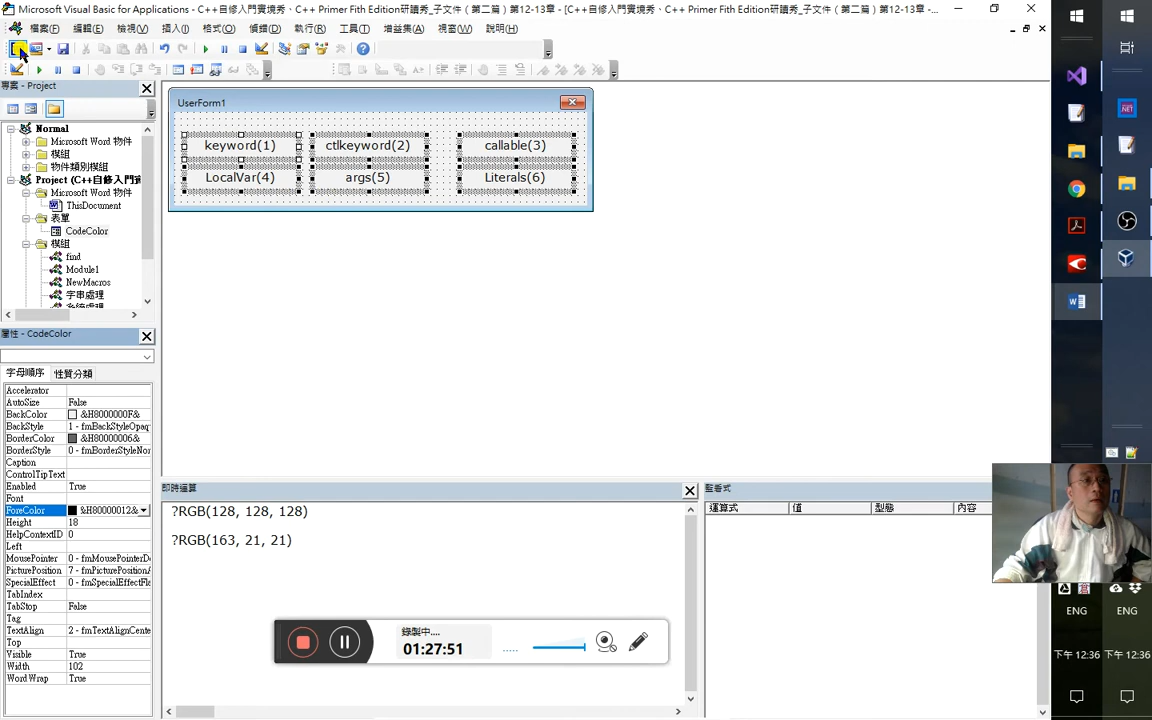 Microsoft Visual Basic for Applications - C++自修入門實境秀、C++ Primer Fith Edition研讀秀_子文件（第二篇）第12-13章 - [C++自修入門實境秀、C++ Primer Fith Edition研讀秀_子文件（第二篇）第12-13章 -...
檔案(F) 編輯(E) 檢視(V) 插入(I) 格式(O) 偵錯(D) 執行(R) 工具(T) 增益集(A) 視窗(W) 說明(H)
專案 - Project
Normal
Microsoft Word 物件
模組
物件類別模組
Project (C++自修入門實
Microsoft Word 物件
ThisDocument
表單
CodeColor
模組
find
Module1
NewMacros
字串處理
UserForm1
keyword(1) ctlkeyword(2) callable(3)
LocalVar(4) args(5) Literals(6)
屬性 - CodeColor
字母順序 性質分類
Accelerator
AutoSize False
BackColor &H8000000F&
BackStyle 1 - fmBackStyleOpaq
BorderColor &H80000006&
BorderStyle 0 - fmBorderStyleNon
Caption
ControlTipText
Enabled True
Font
ForeColor &H80000012&
Height 18
HelpContextID 0
Left
MousePointer 0 - fmMousePointerDe
PicturePosition 7 - fmPicturePositionA
SpecialEffect 0 - fmSpecialEffectFla
TabIndex
TabStop False
Tag
TextAlign 2 - fmTextAlignCente
Top
Visible True
Width 102
WordWrap True
即時運算
?RGB(128, 128, 128)
?RGB(163, 21, 21)
監看式
運算式 值 型態 內容
錄製中....
01:27:51
.NET
ENG ENG
下午 12:36 下午 12:36